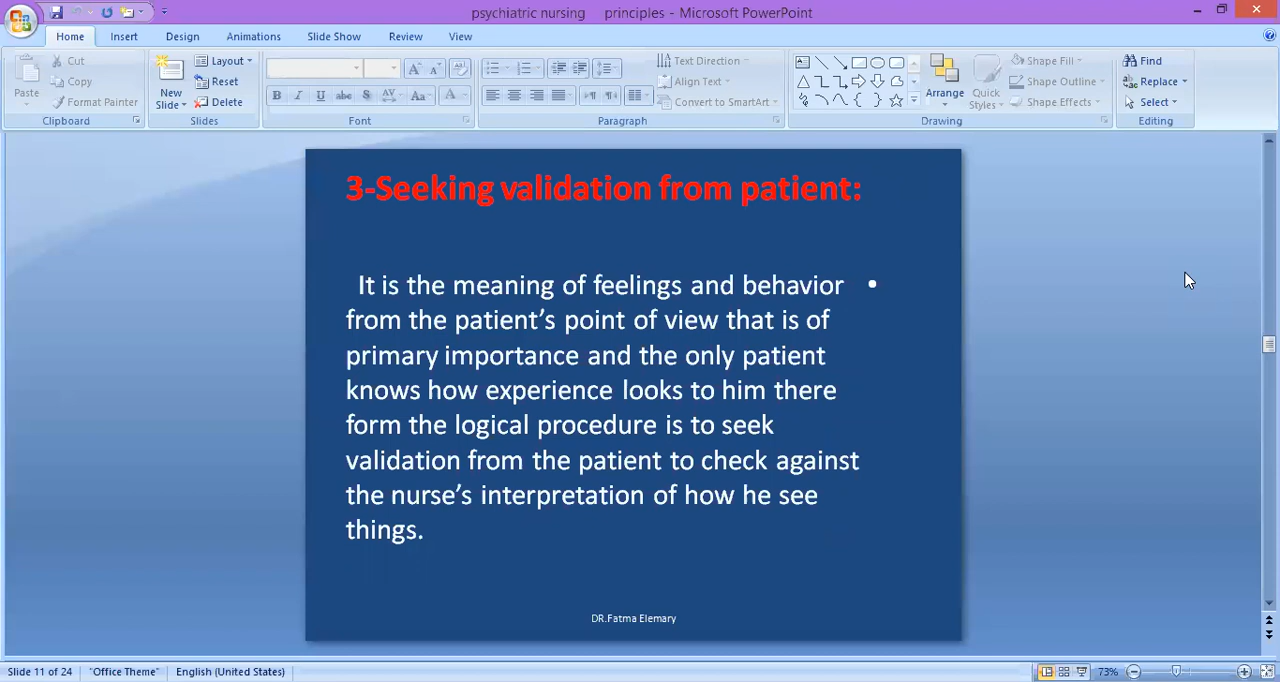 psychiatric nursing principles - Microsoft PowerPoint
Home Insert Design Animations Slide Show Review View
Cut
Copy
Format Painter
Paste
Clipboard
Layout
Reset
Delete
New Slide
Slides
Font
Text Direction
Align Text
Convert to SmartArt
Paragraph
Arrange
Quick Styles
Shape Fill
Shape Outline
Shape Effects
Drawing
Find
Replace
Select
Editing
3-Seeking validation from patient:
It is the meaning of feelings and behavior •
from the patient’s point of view that is of
primary importance and the only patient
knows how experience looks to him there
form the logical procedure is to seek
validation from the patient to check against
the nurse’s interpretation of how he see
things.
DR.Fatma Elemary
Slide 11 of 24 "Office Theme" English (United States) 73%